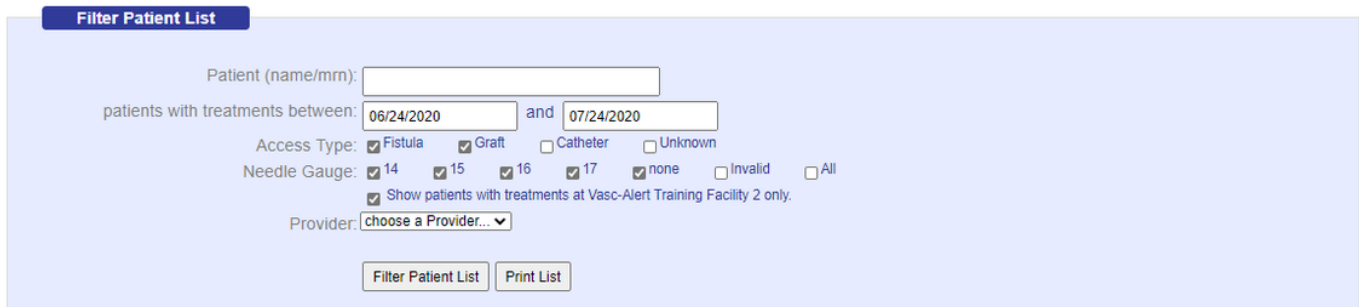 Filter Patient List
Patient (name/mrn):
patients with treatments between: 06/24/2020 and 07/24/2020
Access Type: Fistula Graft Catheter Unknown
Needle Gauge: 14 15 16 17 none Invalid All
Show patients with treatments at Vasc-Alert Training Facility 2 only.
Provider: choose a Provider...
Filter Patient List Print List